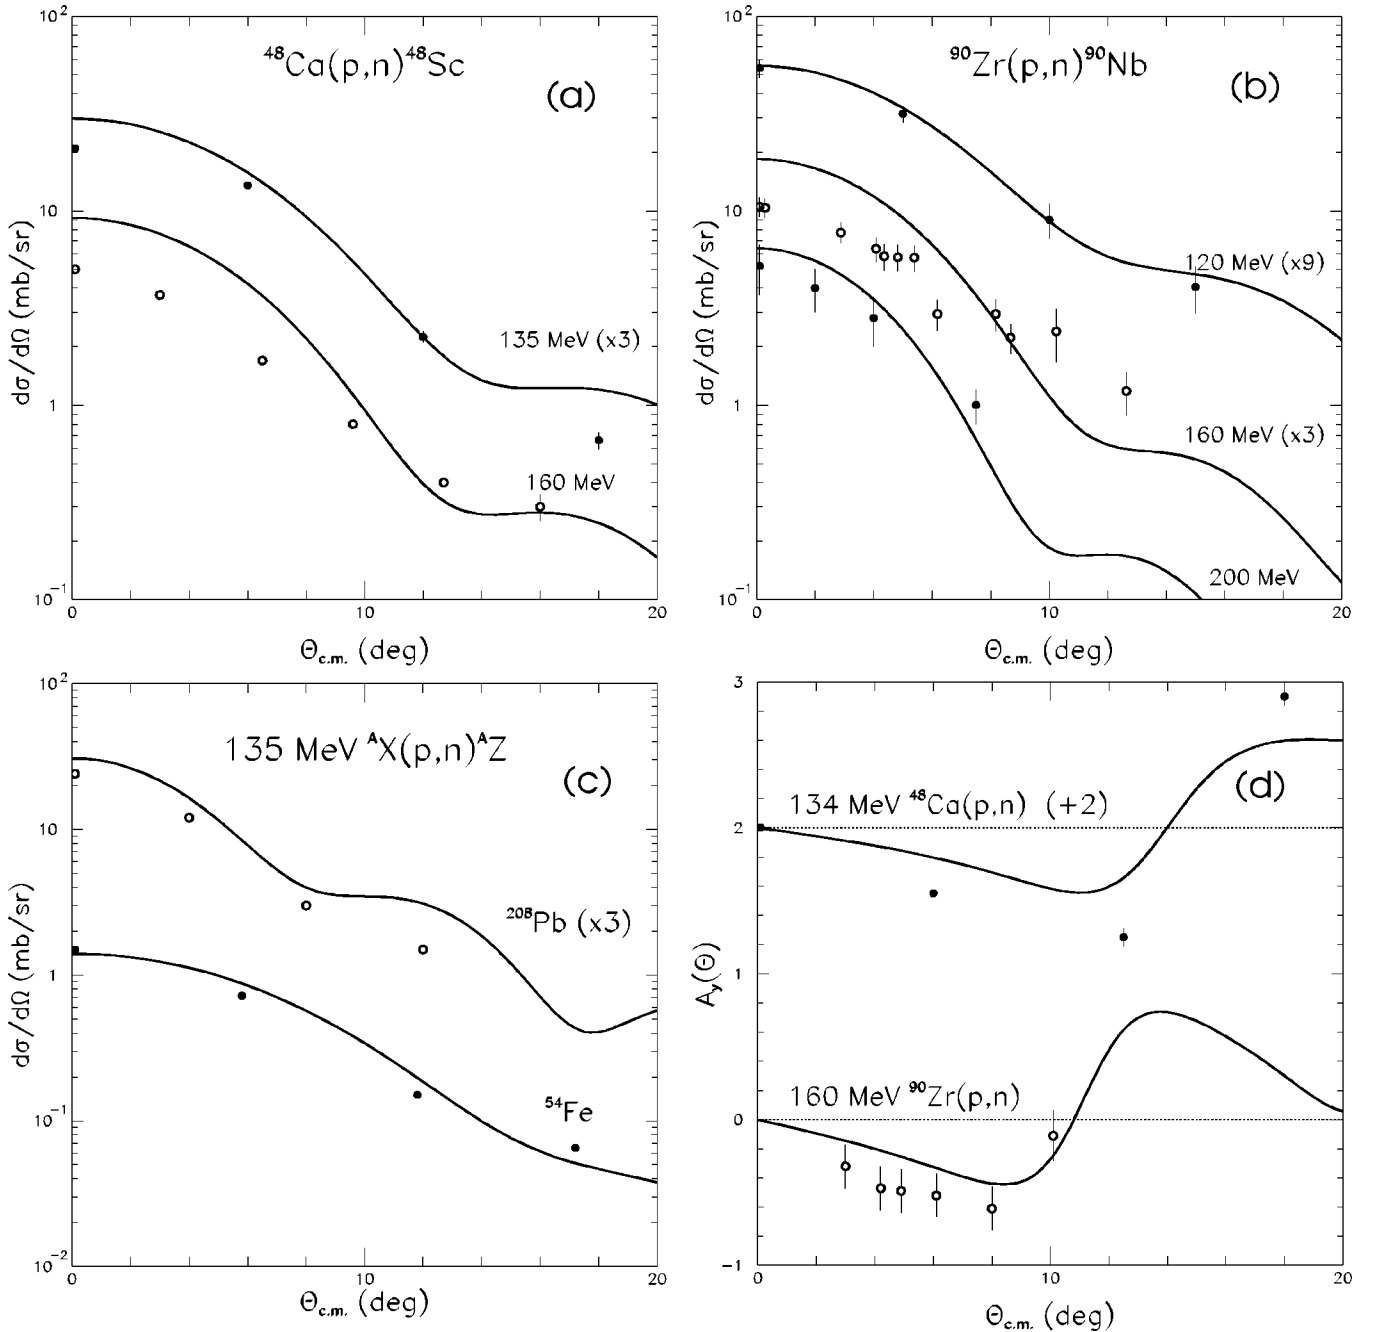 ⁴⁸Ca(p,n)⁴⁸Sc
(a)
dσ/dΩ (mb/sr)
10²
10
1
10⁻¹
135 MeV (x3)
160 MeV
0
10
20
Θc.m. (deg)
⁹⁰Zr(p,n)⁹⁰Nb
(b)
dσ/dΩ (mb/sr)
10²
10
1
10⁻¹
120 MeV (x9)
160 MeV (x3)
200 MeV
0
10
20
Θc.m. (deg)
135 MeV ᴬX(p,n)ᴬZ
(c)
dσ/dΩ (mb/sr)
10²
10
1
10⁻¹
10⁻²
²⁰⁸Pb (x3)
⁵⁴Fe
0
10
20
Θc.m. (deg)
(d)
134 MeV ⁴⁸Ca(p,n) (+2)
Ay(Θ)
3
2
1
0
−1
160 MeV ⁹⁰Zr(p,n)
0
10
20
Θc.m. (deg)